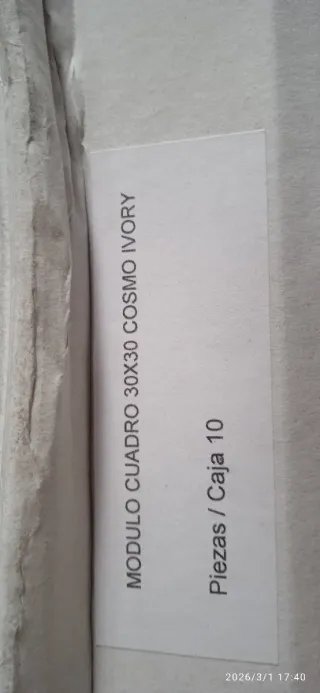 MODULO CUADRO 30X30 COSMO IVORY
Piezas / Caja 10
2026/3/1 17:40